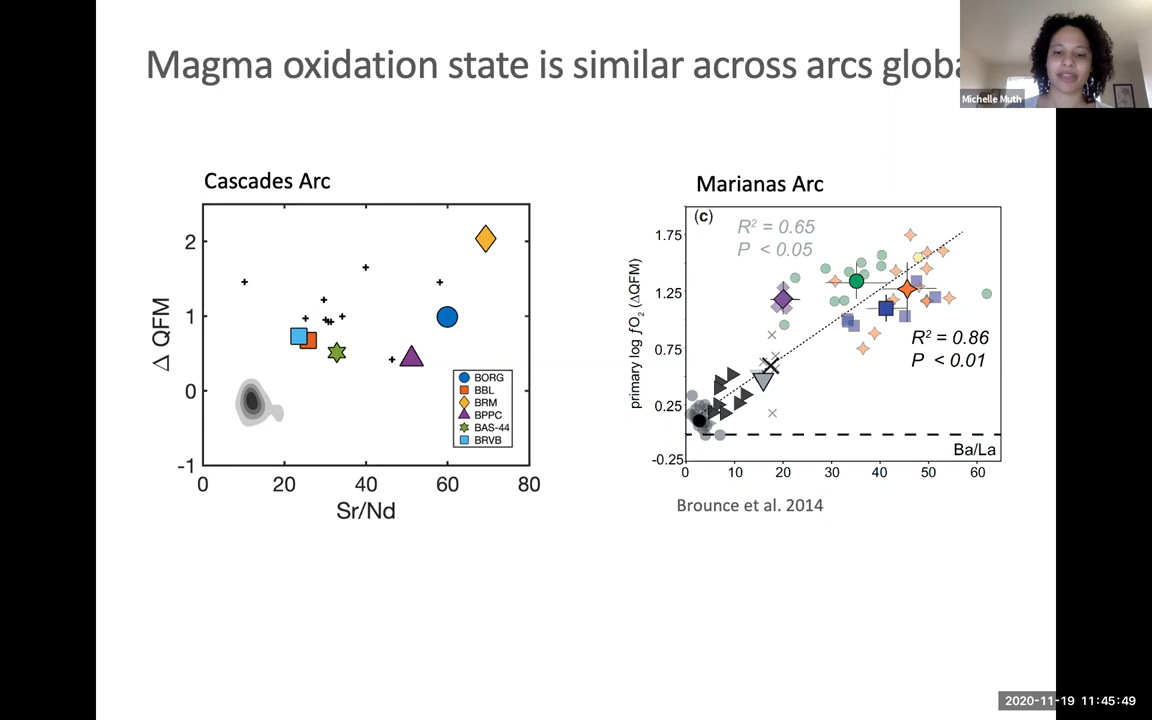 Magma oxidation state is similar across arcs globa
Michelle Muth
Cascades Arc
2
1
0
-1
Δ QFM
0 20 40 60 80
Sr/Nd
BORG
BBL
BRM
BPPC
BAS-44
BRVB
Marianas Arc
(c)
R² = 0.65
P < 0.05
1.75
1.25
0.75
0.25
-0.25
primary log ƒO₂ (ΔQFM)
R² = 0.86
P < 0.01
Ba/La
0 10 20 30 40 50 60
Brounce et al. 2014
2020-11-19 11:45:49